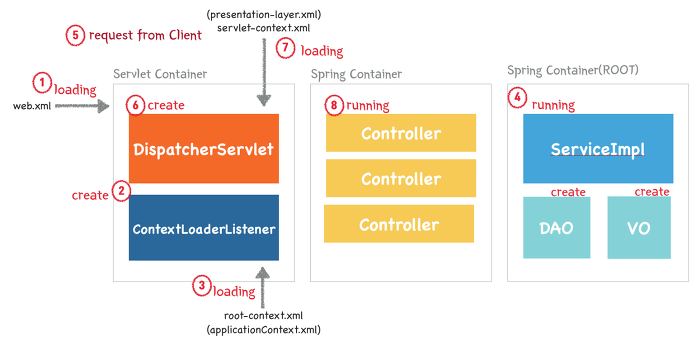 (presentation-layer.xml)
servlet-context.xml
5 request from Client
7 loading
1 loading
web.xml
Servlet Container
6 create
DispatcherServlet
create 2
ContextLoaderListener
3 loading
root-context.xml
(applicationContext.xml)
Spring Container
8 running
Controller
Controller
Controller
Spring Container(ROOT)
4 running
ServiceImpl
create create
DAO VO